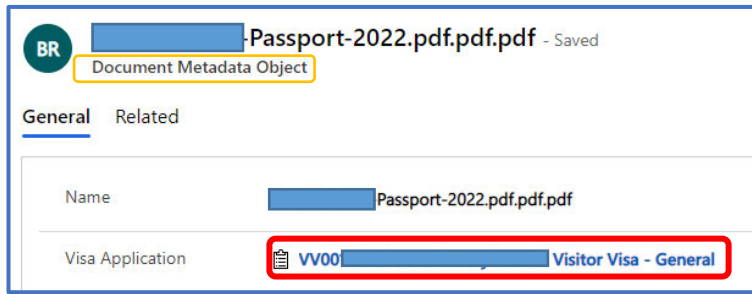 BR
-Passport-2022.pdf.pdf.pdf - Saved
Document Metadata Object
General Related
Name Passport-2022.pdf.pdf.pdf
Visa Application VV00 Visitor Visa - General